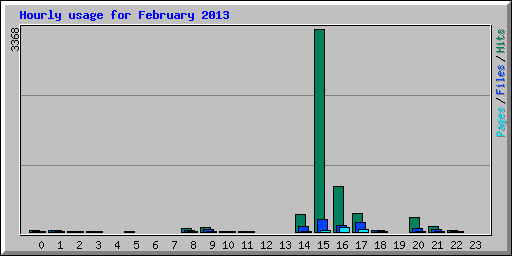 Hourly usage for February 2013
3368
Pages/Files/Hits
0 1 2 3 4 5 6 7 8 9 10 11 12 13 14 15 16 17 18 19 20 21 22 23